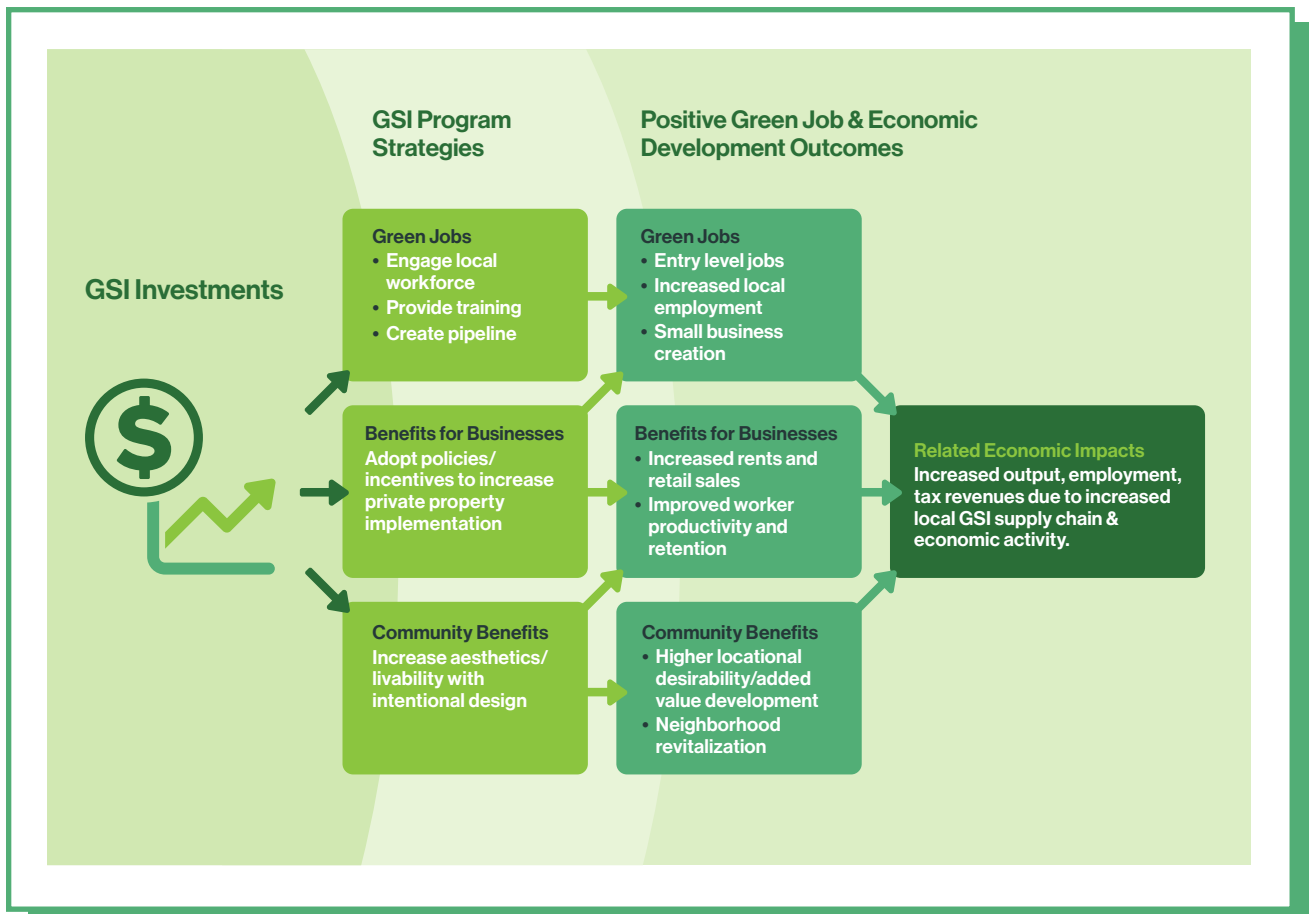 GSI Program
Strategies
Positive Green Job & Economic
Development Outcomes
GSI Investments
$
Green Jobs
• Engage local
workforce
• Provide training
• Create pipeline
Green Jobs
• Entry level jobs
• Increased local
employment
• Small business
creation
Benefits for Businesses
Adopt policies/
incentives to increase
private property
implementation
Benefits for Businesses
• Increased rents and
retail sales
• Improved worker
productivity and
retention
Related Economic Impacts
Increased output, employment,
tax revenues due to increased
local GSI supply chain &
economic activity.
Community Benefits
Increase aesthetics/
livability with
intentional design
Community Benefits
• Higher locational
desirability/added
value development
• Neighborhood
revitalization